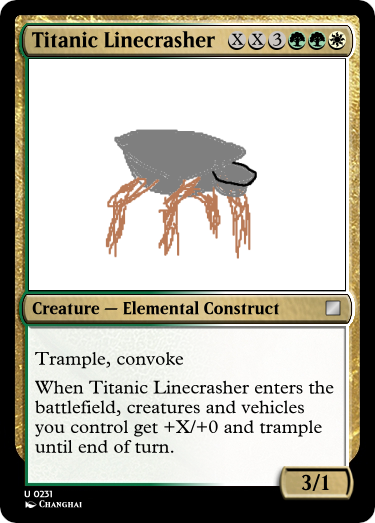 Titanic Linecrasher X X 3
Creature — Elemental Construct
Trample, convoke
When Titanic Linecrasher enters the
battlefield, creatures and vehicles
you control get +X/+0 and trample
until end of turn.
3/1
U 0231
CHANGHAI